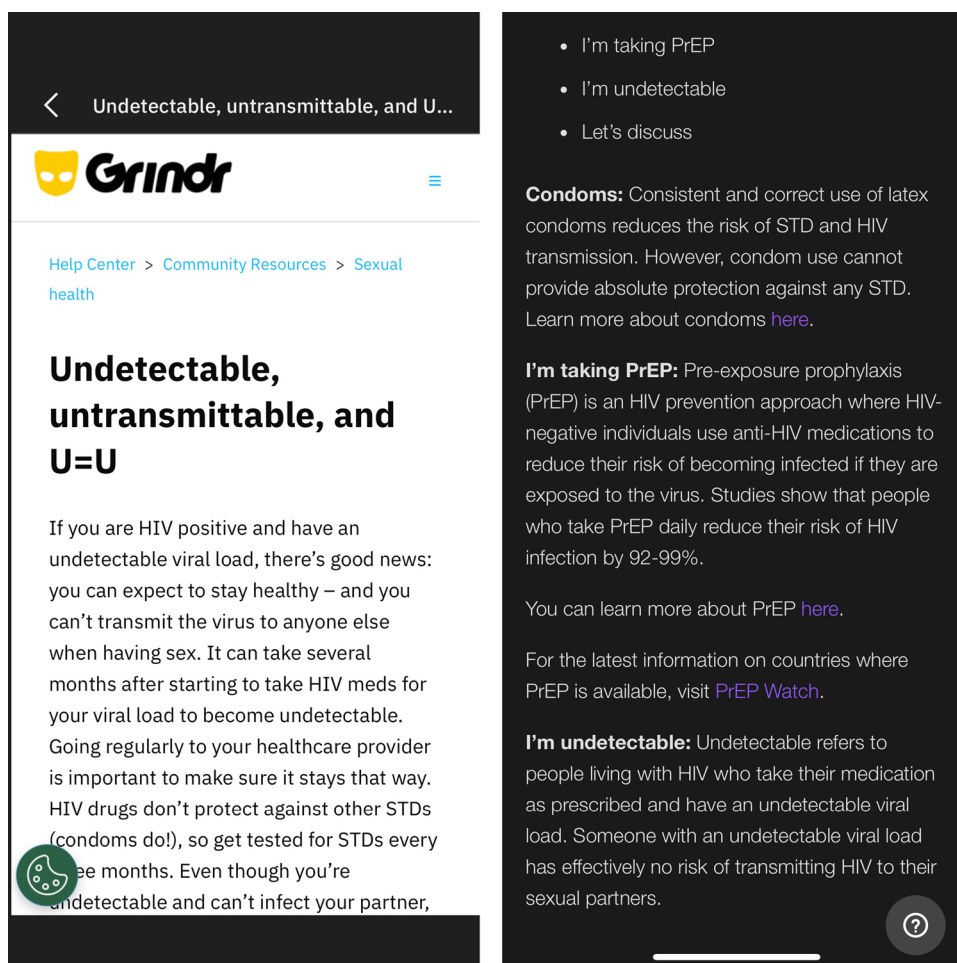 Undetectable, untransmittable, and U...
Grindr
Help Center > Community Resources > Sexual
health
Undetectable,
untransmittable, and
U=U
If you are HIV positive and have an
undetectable viral load, there's good news:
you can expect to stay healthy – and you
can't transmit the virus to anyone else
when having sex. It can take several
months after starting to take HIV meds for
your viral load to become undetectable.
Going regularly to your healthcare provider
is important to make sure it stays that way.
HIV drugs don't protect against other STDs
(condoms do!), so get tested for STDs every
months. Even though you're
undetectable and can't infect your partner,
• I'm taking PrEP
• I'm undetectable
• Let's discuss
Condoms: Consistent and correct use of latex
condoms reduces the risk of STD and HIV
transmission. However, condom use cannot
provide absolute protection against any STD.
Learn more about condoms here.
I'm taking PrEP: Pre-exposure prophylaxis
(PrEP) is an HIV prevention approach where HIV-
negative individuals use anti-HIV medications to
reduce their risk of becoming infected if they are
exposed to the virus. Studies show that people
who take PrEP daily reduce their risk of HIV
infection by 92-99%.
You can learn more about PrEP here.
For the latest information on countries where
PrEP is available, visit PrEP Watch.
I'm undetectable: Undetectable refers to
people living with HIV who take their medication
as prescribed and have an undetectable viral
load. Someone with an undetectable viral load
has effectively no risk of transmitting HIV to their
sexual partners.